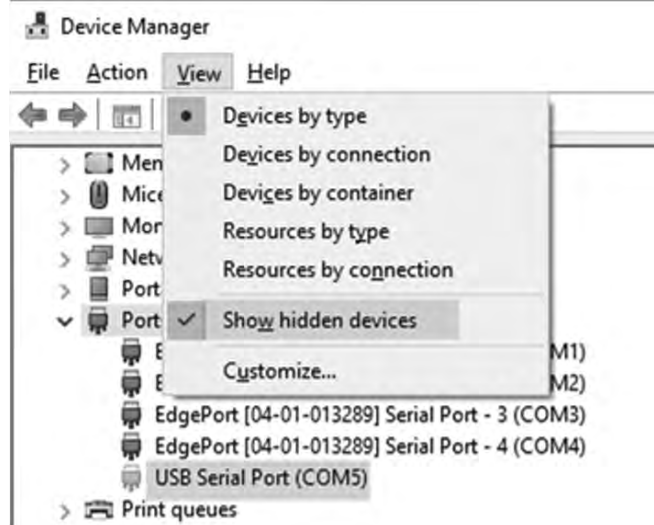 Device Manager
File Action View Help
Devices by type
Devices by connection
Devices by container
Resources by type
Resources by connection
Show hidden devices
Customize...
Men
Mice
Mon
Netw
Port
Port
E M1)
E M2)
EdgePort [04-01-013289] Serial Port - 3 (COM3)
EdgePort [04-01-013289] Serial Port - 4 (COM4)
USB Serial Port (COM5)
Print queues